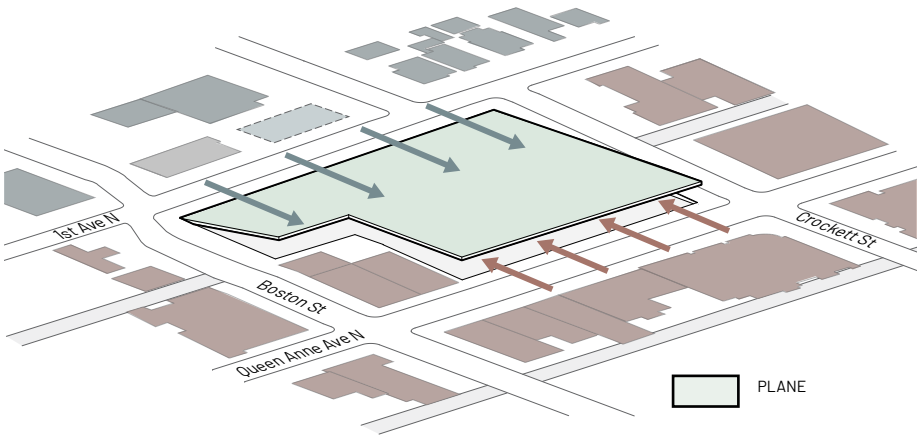 1st Ave N
Crockett St
Boston St
Queen Anne Ave N
PLANE